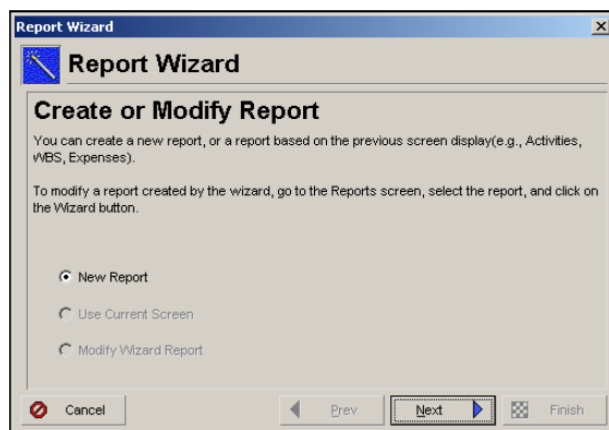 Report Wizard
Report Wizard
Create or Modify Report
You can create a new report, or a report based on the previous screen display(e.g., Activities,
WBS, Expenses).
To modify a report created by the wizard, go to the Reports screen, select the report, and click on
the Wizard button.
New Report
Use Current Screen
Modify Wizard Report
Cancel Prev Next Finish